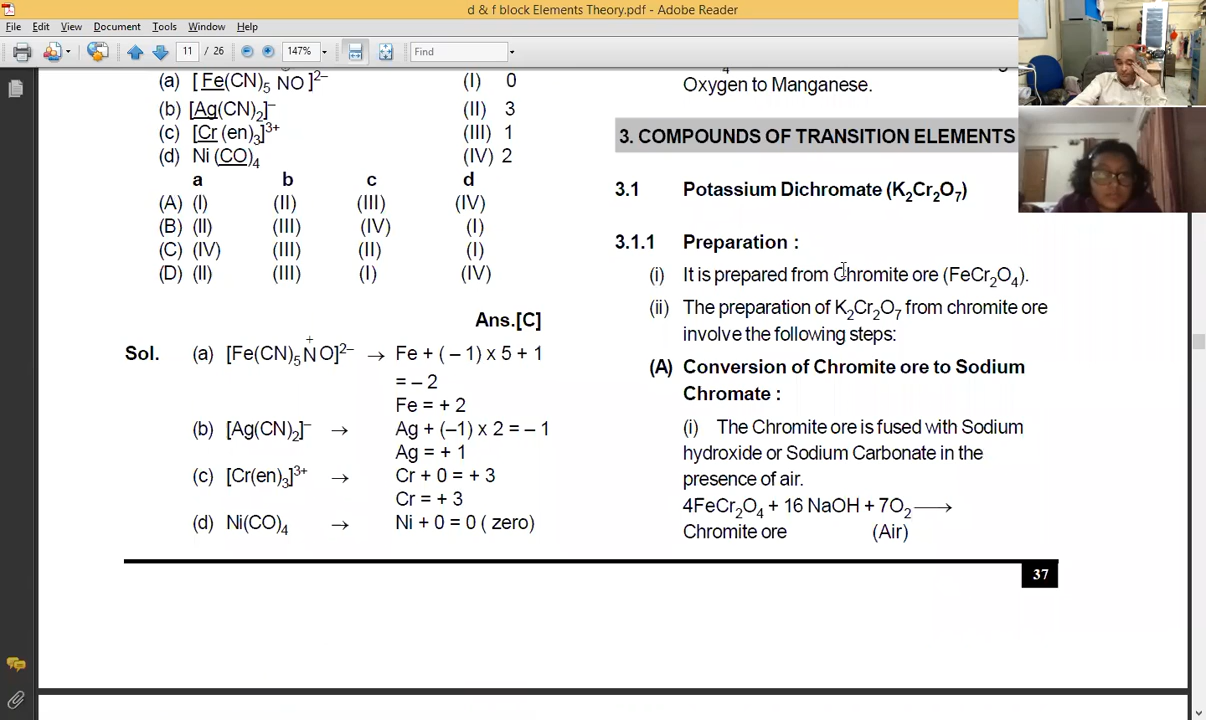 d & f block Elements Theory.pdf - Adobe Reader
File Edit View Document Tools Window Help
11 / 26 147% Find
(a) [Fe(CN)₅ NO]²⁻ (I) 0
(b) [Ag(CN)₂]⁻ (II) 3
(c) [Cr (en)₃]³⁺ (III) 1
(d) Ni (CO)₄ (IV) 2
a b c d
(A) (I) (II) (III) (IV)
(B) (II) (III) (IV) (I)
(C) (IV) (III) (II) (I)
(D) (II) (III) (I) (IV)
Ans.[C]
Sol. (a) [Fe(CN)₅N⁺O]²⁻ → Fe + ( – 1) x 5 + 1
= – 2
Fe = + 2
(b) [Ag(CN)₂]⁻ → Ag + (–1) x 2 = – 1
Ag = + 1
(c) [Cr(en)₃]³⁺ → Cr + 0 = + 3
Cr = + 3
(d) Ni(CO)₄ → Ni + 0 = 0 ( zero)
Oxygen to Manganese.
3. COMPOUNDS OF TRANSITION ELEMENTS
3.1 Potassium Dichromate (K₂Cr₂O₇)
3.1.1 Preparation :
(i) It is prepared from Chromite ore (FeCr₂O₄).
(ii) The preparation of K₂Cr₂O₇ from chromite ore
involve the following steps:
(A) Conversion of Chromite ore to Sodium
Chromate :
(i) The Chromite ore is fused with Sodium
hydroxide or Sodium Carbonate in the
presence of air.
4FeCr₂O₄ + 16 NaOH + 7O₂ ⟶
Chromite ore (Air)
37